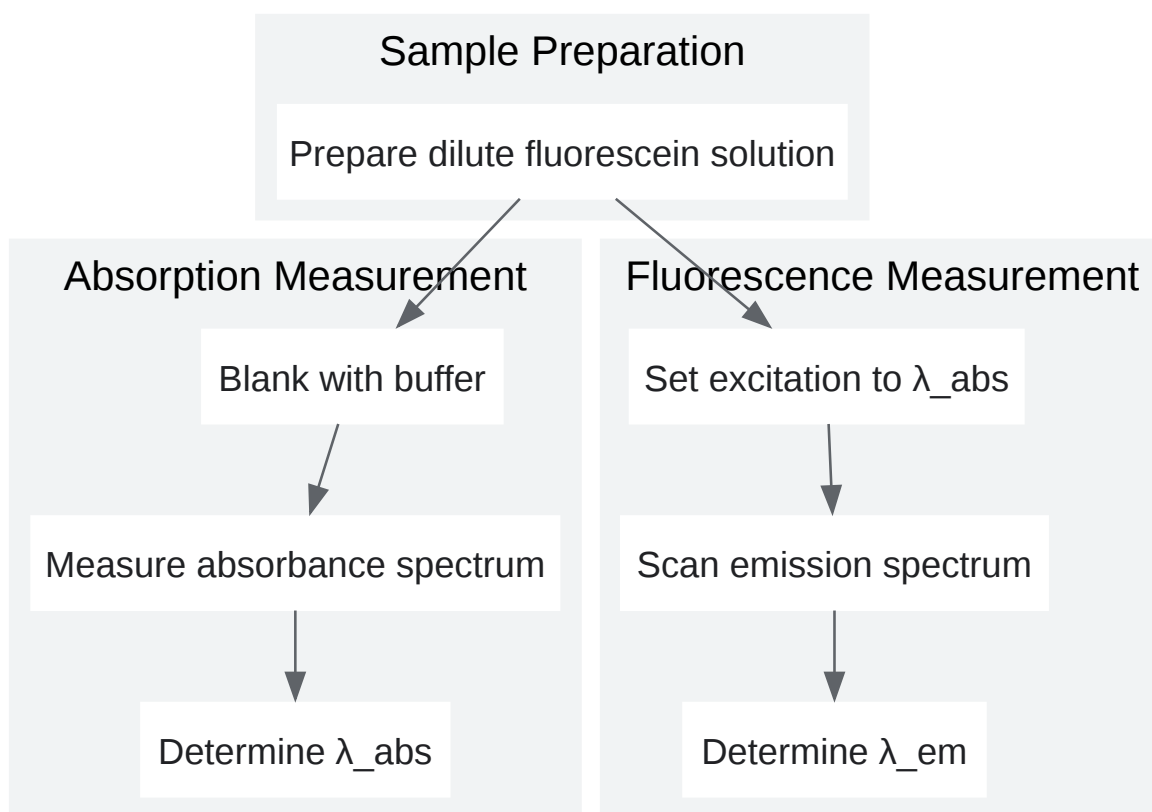 Sample Preparation
Prepare dilute fluorescein solution
Absorption Measurement
Blank with buffer
Measure absorbance spectrum
Determine λ_abs
Fluorescence Measurement
Set excitation to λ_abs
Scan emission spectrum
Determine λ_em